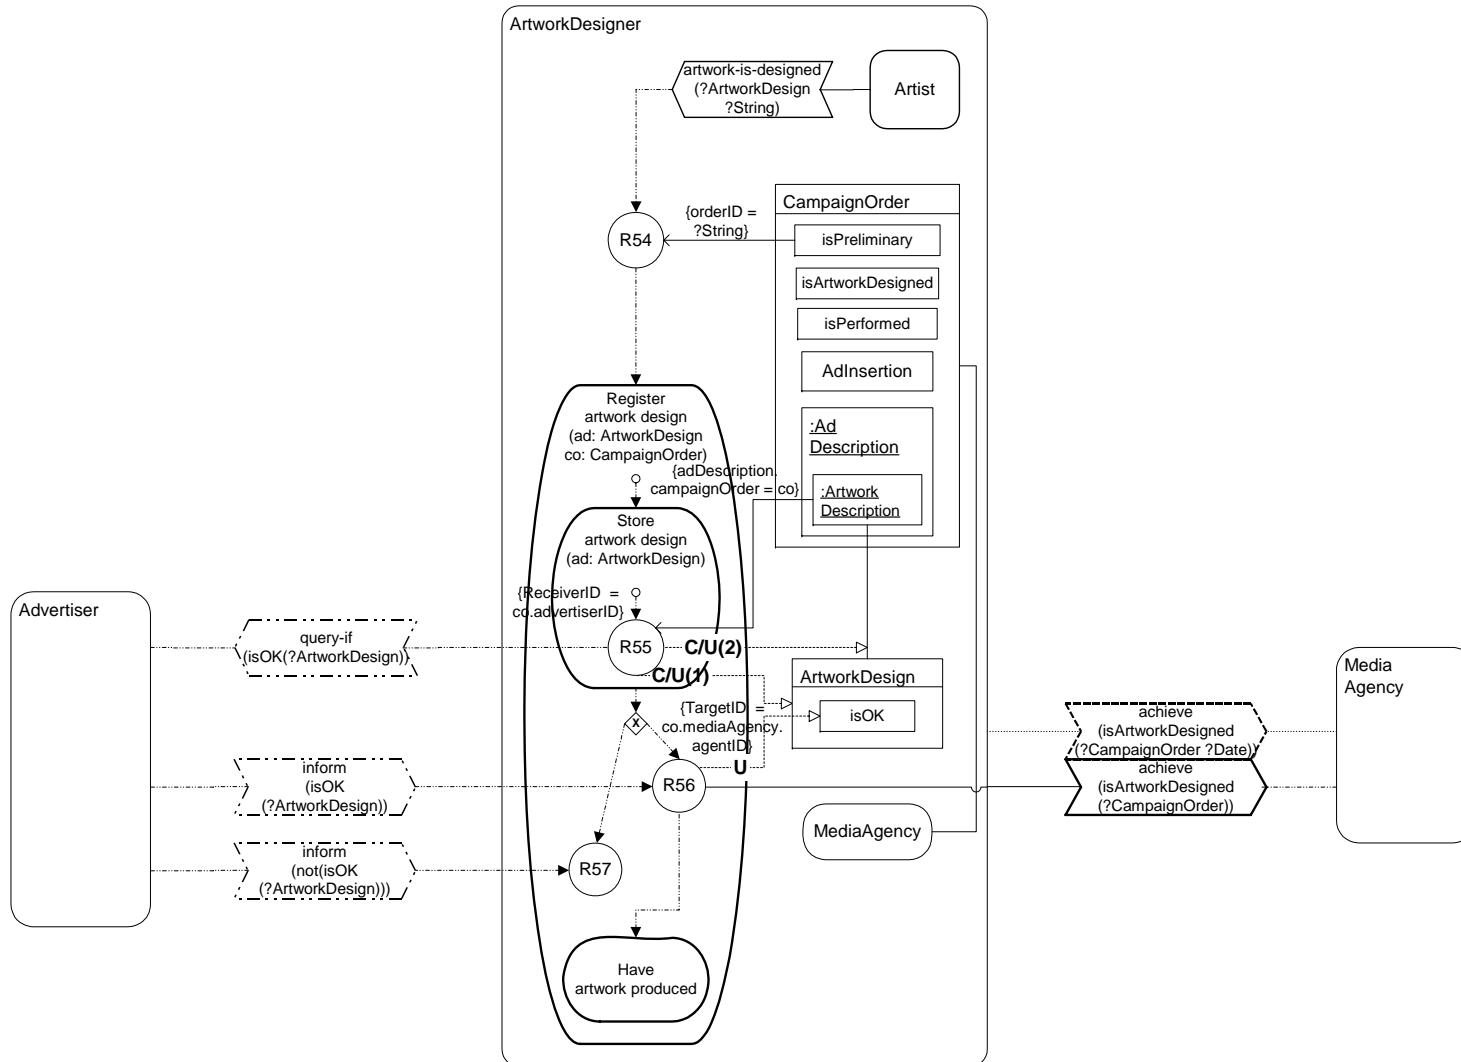 ArtworkDesigner
artwork-is-designed
(?ArtworkDesign
?String)
Artist
CampaignOrder
{orderID =
?String}
R54
isPreliminary
isArtworkDesigned
isPerformed
AdInsertion
Register
artwork design
(ad: ArtworkDesign
co: CampaignOrder)
:Ad
Description
{adDescription.
campaignOrder = co}
:Artwork
Description
Store
artwork design
(ad: ArtworkDesign)
{ReceiverID =
co.advertiserID}
Advertiser
query-if
(isOK(?ArtworkDesign))
R55
C/U(2)
C/U(1)
ArtworkDesign
isOK
Media
Agency
X
{TargetID =
co.mediaAgency.
agentID}
U
achieve
(isArtworkDesigned
(?CampaignOrder ?Date))
inform
(isOK
(?ArtworkDesign))
R56
achieve
(isArtworkDesigned
(?CampaignOrder))
MediaAgency
inform
(not(isOK
(?ArtworkDesign)))
R57
Have
artwork produced